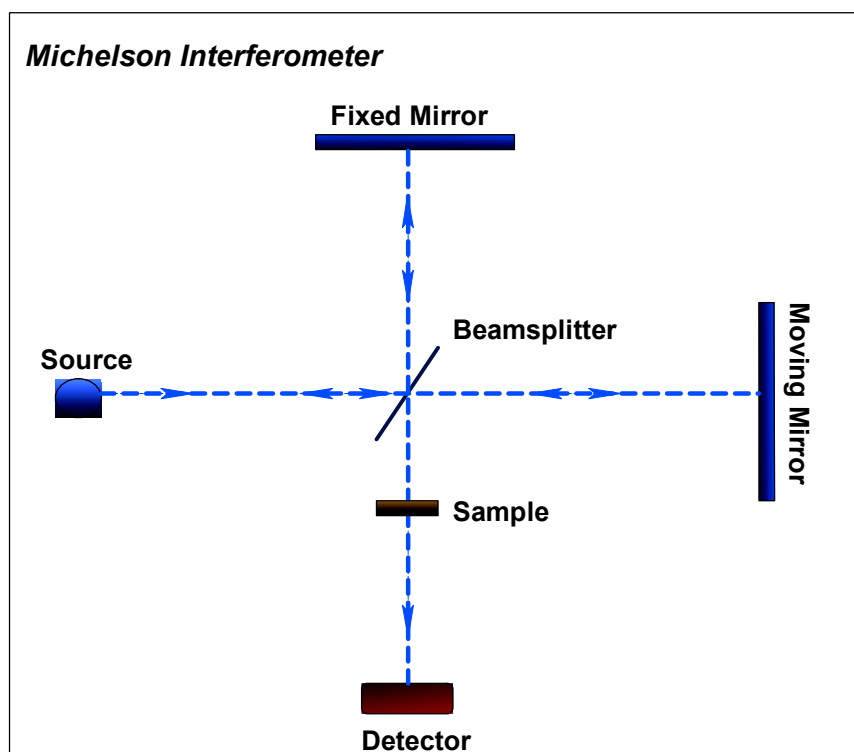 Michelson Interferometer
Fixed Mirror
Beamsplitter
Source
Moving Mirror
Sample
Detector